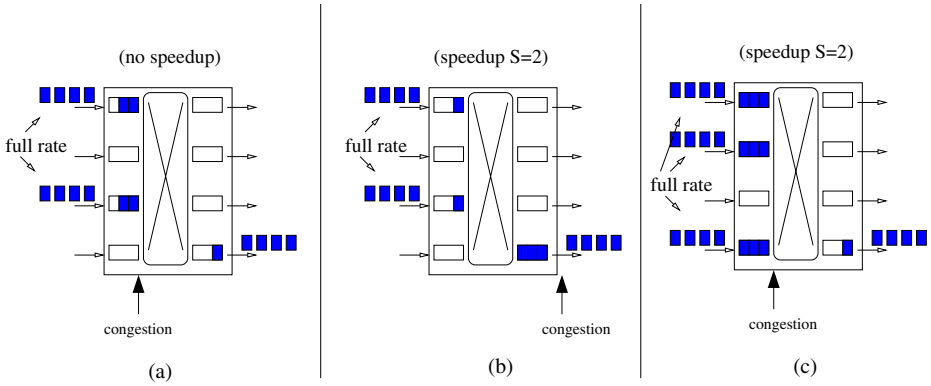 (no speedup)
full rate
congestion
(a)
(speedup S=2)
full rate
congestion
(b)
(speedup S=2)
full rate
congestion
(c)